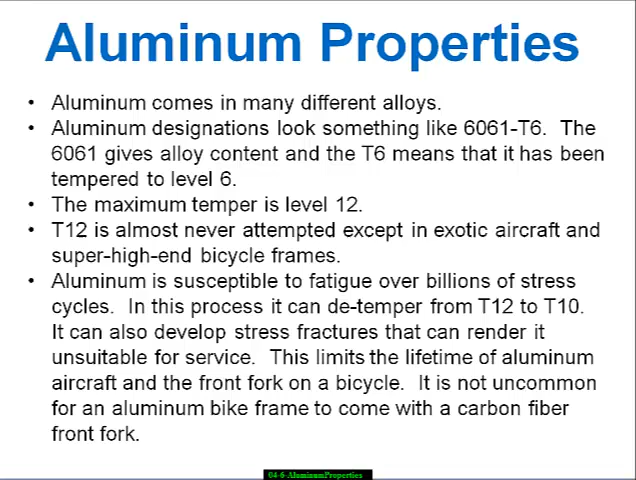 Aluminum Properties
• Aluminum comes in many different alloys.
• Aluminum designations look something like 6061-T6.  The
6061 gives alloy content and the T6 means that it has been
tempered to level 6.
• The maximum temper is level 12.
• T12 is almost never attempted except in exotic aircraft and
super-high-end bicycle frames.
• Aluminum is susceptible to fatigue over billions of stress
cycles.  In this process it can de-temper from T12 to T10.
It can also develop stress fractures that can render it
unsuitable for service.  This limits the lifetime of aluminum
aircraft and the front fork on a bicycle.  It is not uncommon
for an aluminum bike frame to come with a carbon fiber
front fork.
04-6 AluminumProperties